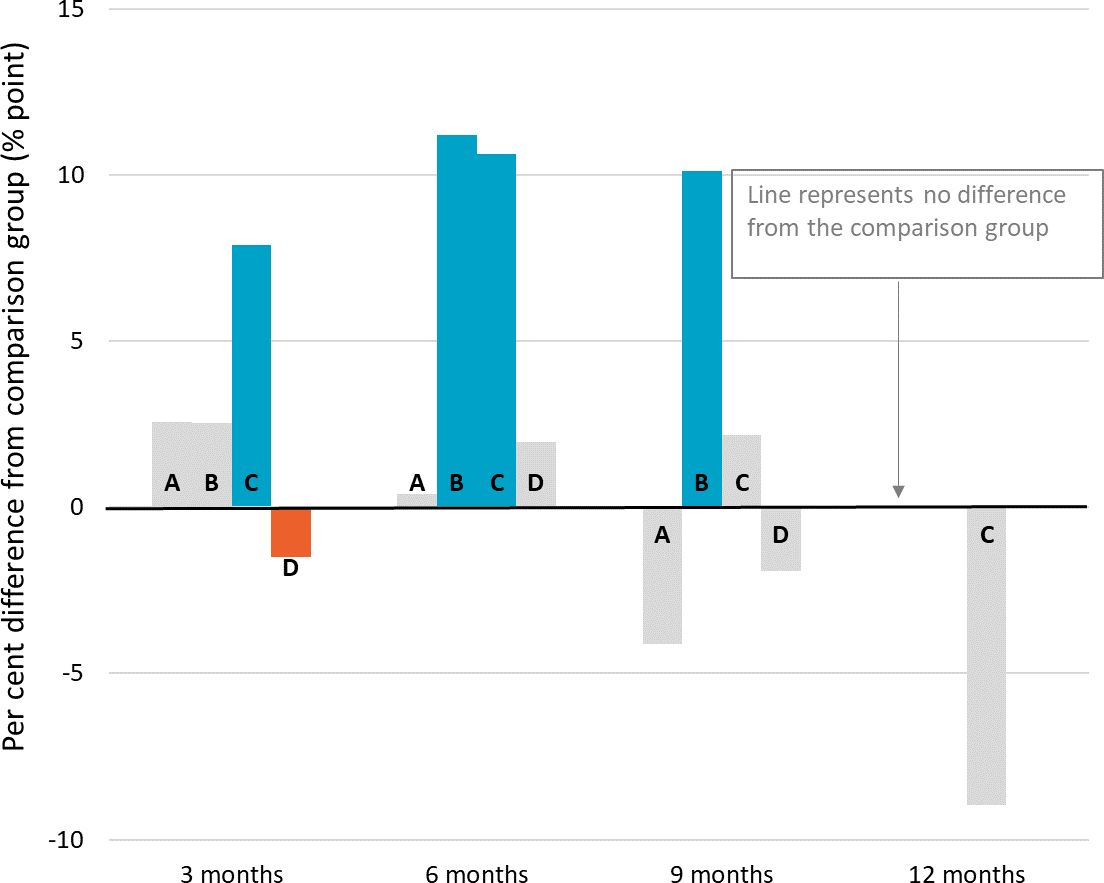 Per cent difference from comparison group (% point)
15
10
5
0
-5
-10
Line represents no difference
from the comparison group
A B C D
A B C D
A B C D
C
3 months 6 months 9 months 12 months